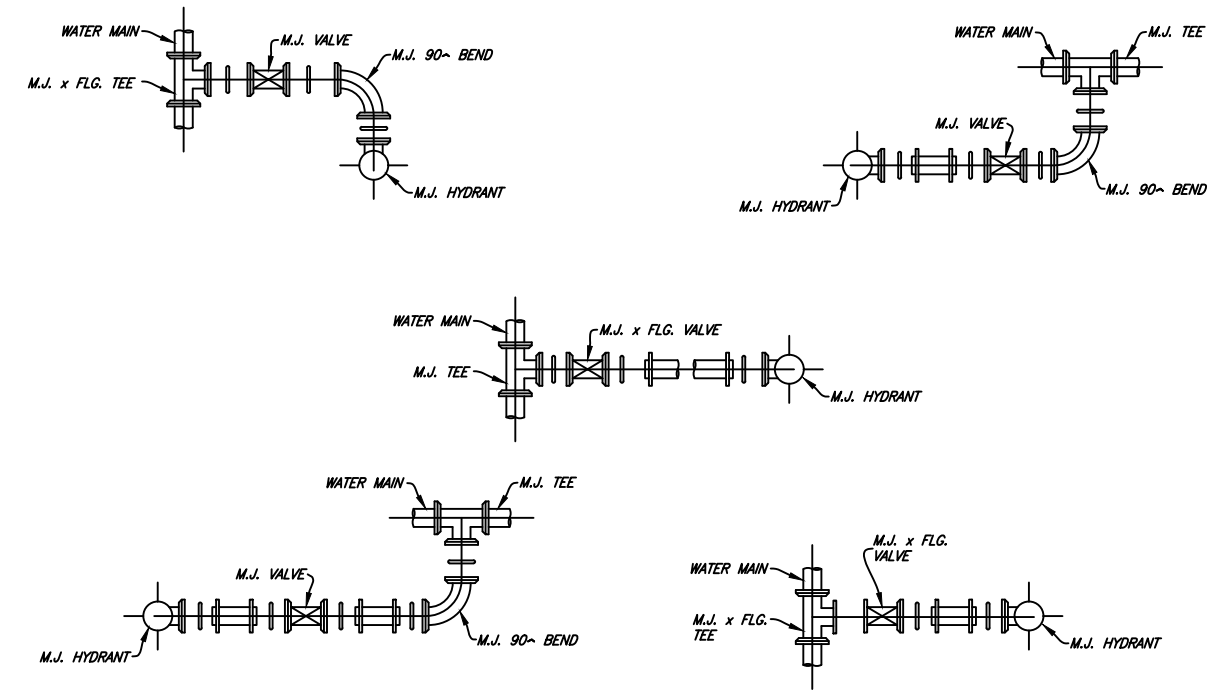 WATER MAIN
M.J. VALVE
M.J. 90~ BEND
M.J. x FLG. TEE
M.J. HYDRANT
WATER MAIN
M.J. TEE
M.J. VALVE
M.J. 90~ BEND
M.J. HYDRANT
WATER MAIN
M.J. x FLG. VALVE
M.J. TEE
M.J. HYDRANT
WATER MAIN
M.J. TEE
M.J. VALVE
M.J. 90~ BEND
M.J. HYDRANT
M.J. x FLG.
VALVE
WATER MAIN
M.J. x FLG.
TEE
M.J. HYDRANT